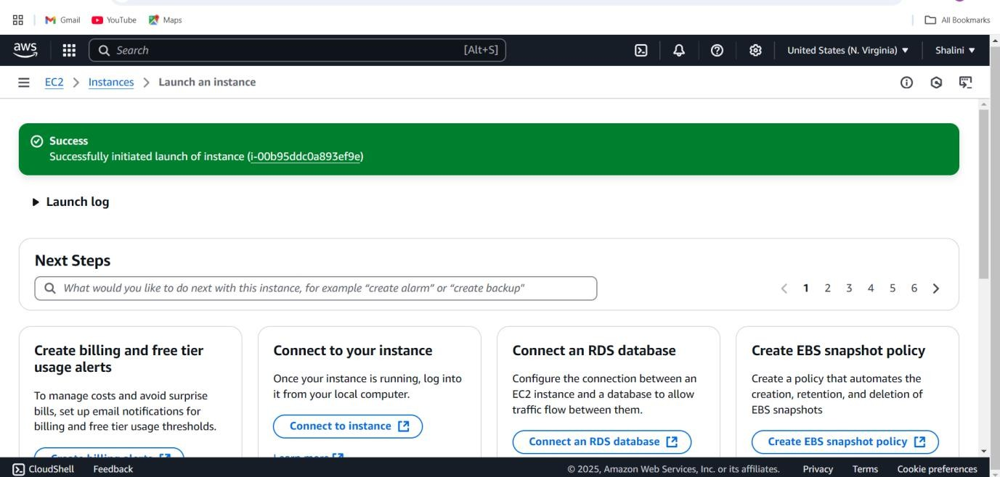 Gmail YouTube Maps All Bookmarks
aws Search [Alt+S] United States (N. Virginia) Shalini
EC2 Instances Launch an instance
Success
Successfully initiated launch of instance (i-00b95ddc0a893ef9e)
Launch log
Next Steps
What would you like to do next with this instance, for example “create alarm” or “create backup” 1 2 3 4 5 6
Create billing and free tier
usage alerts
To manage costs and avoid surprise
bills, set up email notifications for
billing and free tier usage thresholds.
Create billing alerts
Connect to your instance
Once your instance is running, log into
it from your local computer.
Connect to instance
Learn more
Connect an RDS database
Configure the connection between an
EC2 instance and a database to allow
traffic flow between them.
Connect an RDS database
Create EBS snapshot policy
Create a policy that automates the
creation, retention, and deletion of
EBS snapshots
Create EBS snapshot policy
CloudShell Feedback © 2025, Amazon Web Services, Inc. or its affiliates. Privacy Terms Cookie preferences